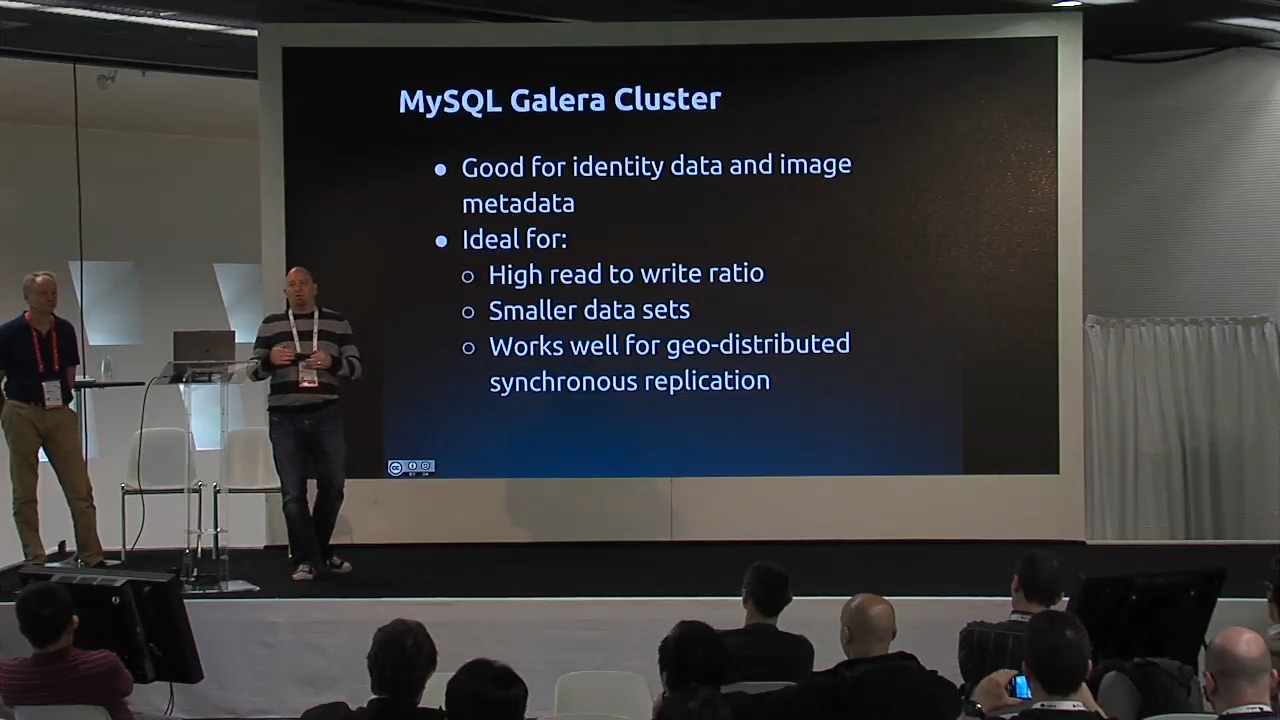 MySQL Galera Cluster
● Good for identity data and image
metadata
● Ideal for:
○ High read to write ratio
○ Smaller data sets
○ Works well for geo-distributed
synchronous replication